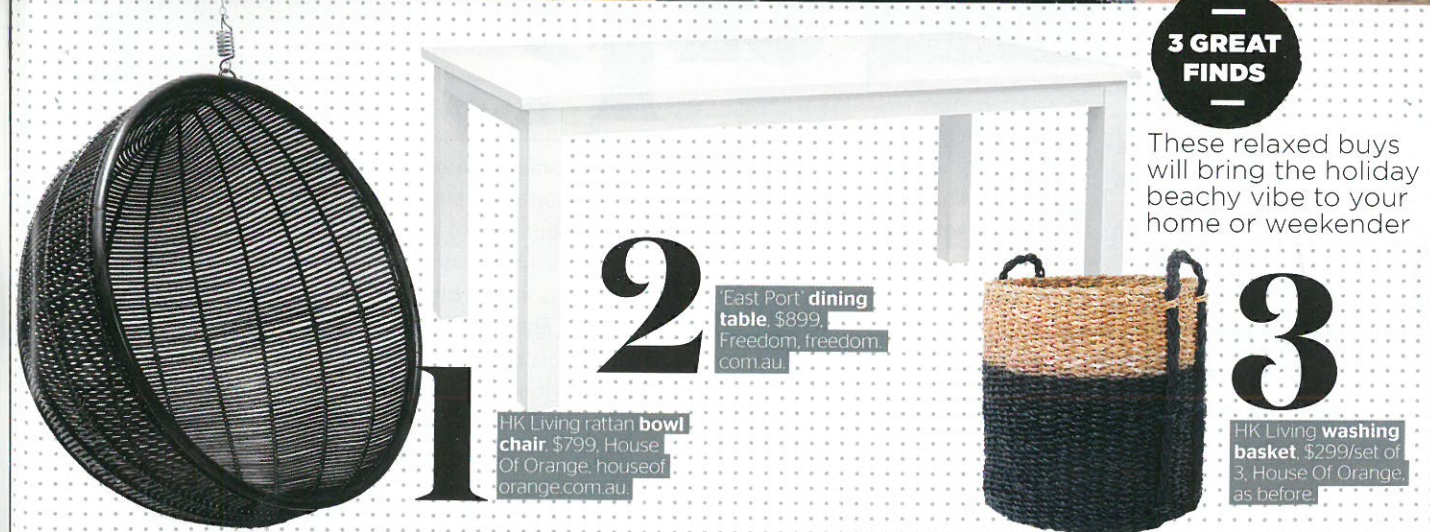 3 GREAT
FINDS
These relaxed buys
will bring the holiday
beachy vibe to your
home or weekender
1
HK Living rattan bowl
chair, $799, House
Of Orange, houseof
orange.com.au.
2
'East Port' dining
table, $899,
Freedom, freedom.
com.au.
3
HK Living washing
basket, $299/set of
3, House Of Orange,
as before.